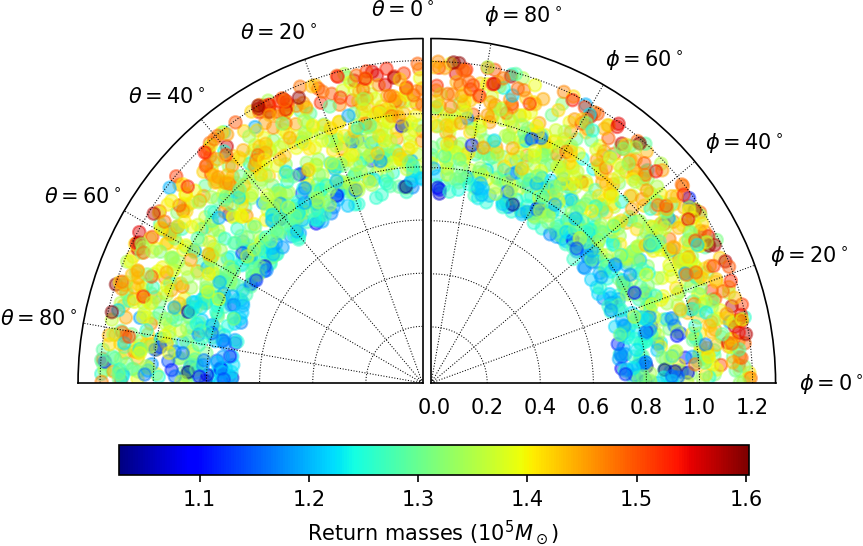 θ = 0° ϕ = 80°
θ = 20° ϕ = 60°
θ = 40° ϕ = 40°
θ = 60° ϕ = 20°
θ = 80° ϕ = 0°
0.0 0.2 0.4 0.6 0.8 1.0 1.2
1.1 1.2 1.3 1.4 1.5 1.6
Return masses (10⁵M☉)